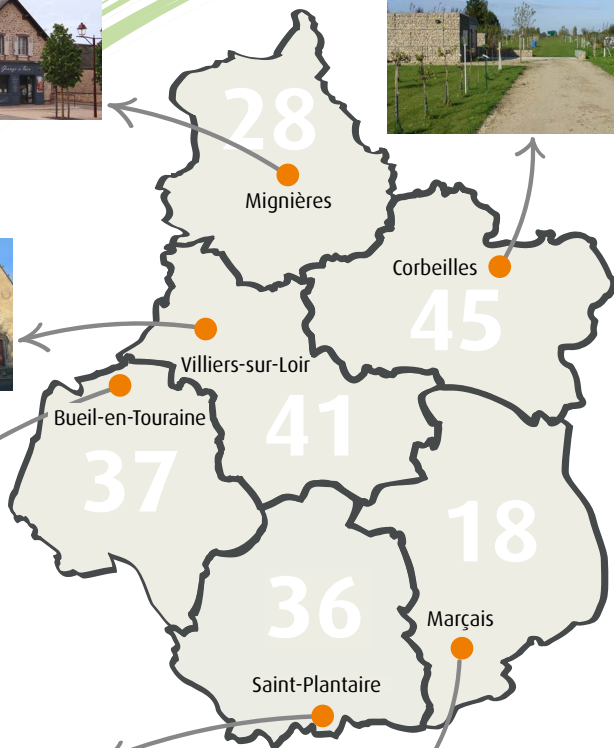 28
Mignières
Corbeilles
45
Villiers-sur-Loir
Bueil-en-Touraine
41
37
18
36
Marçais
Saint-Plantaire